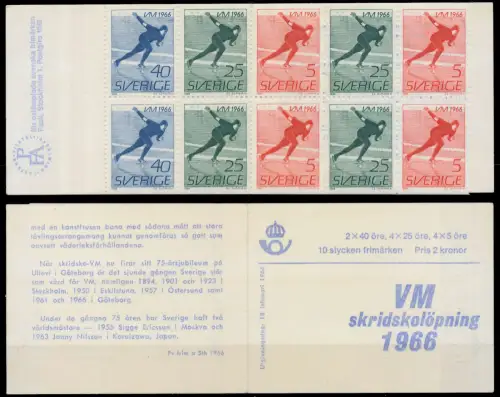 VM 1966 VM 1966 VM 1966 VM 1966 VM 1966
40 25 5 25 5
SVERIGE SVERIGE SVERIGE SVERIGE SVERIGE
VM 1966 VM 1966 VM 1966 VM 1966 VM 1966
40 25 5 25 5
SVERIGE SVERIGE SVERIGE SVERIGE SVERIGE
med en konstfrusen bana med sådana mått att stora
tävlingsarrangemang kunnat genomföras så gott som
oavsett väderleksförhållandena.
När skridsko-VM nu firar sitt 75-årsjubileum på
Ullevi i Göteborg är det sjunde gången Sverige står
som värd för VM, nämligen 1894, 1901 och 1933 i
Stockholm, 1950 i Eskilstuna, 1957 i Östersund samt
1961 och 1966 i Göteborg.
Under de gångna 75 åren har Sverige haft två
världsmästare — 1955 Sigge Ericsson i Moskva och
1963 Jonny Nilsson i Karuizawa, Japan.
2×40 öre, 4×25 öre, 4×5 öre
10 stycken frimärken Pris 2 kronor
VM
skridskolöpning
1966